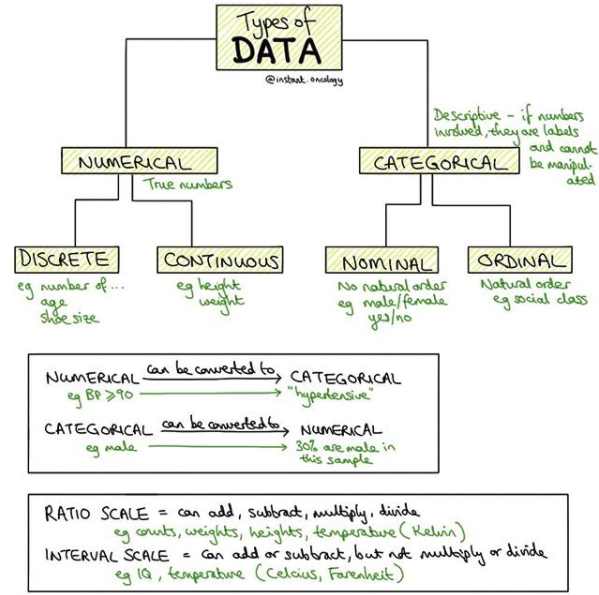 Types of
DATA
@instant.oncology
Descriptive - if numbers
involved, they are labels
and cannot
be manipul-
ated
NUMERICAL
True numbers
CATEGORICAL
DISCRETE
eg number of...
age
shoe size
CONTINUOUS
eg height
weight
NOMINAL
No natural order
eg male/female
yes/no
ORDINAL
Natural order
eg social class
NUMERICAL can be converted to CATEGORICAL
eg BP ≥90 "hypertensive"
CATEGORICAL can be converted to NUMERICAL
eg male 30% are male in
this sample
RATIO SCALE = can add, subtract, multiply, divide
eg counts, weights, heights, temperature (Kelvin)
INTERVAL SCALE = can add or subtract, but not multiply or divide
eg IQ, temperature (Celcius, Farenheit)